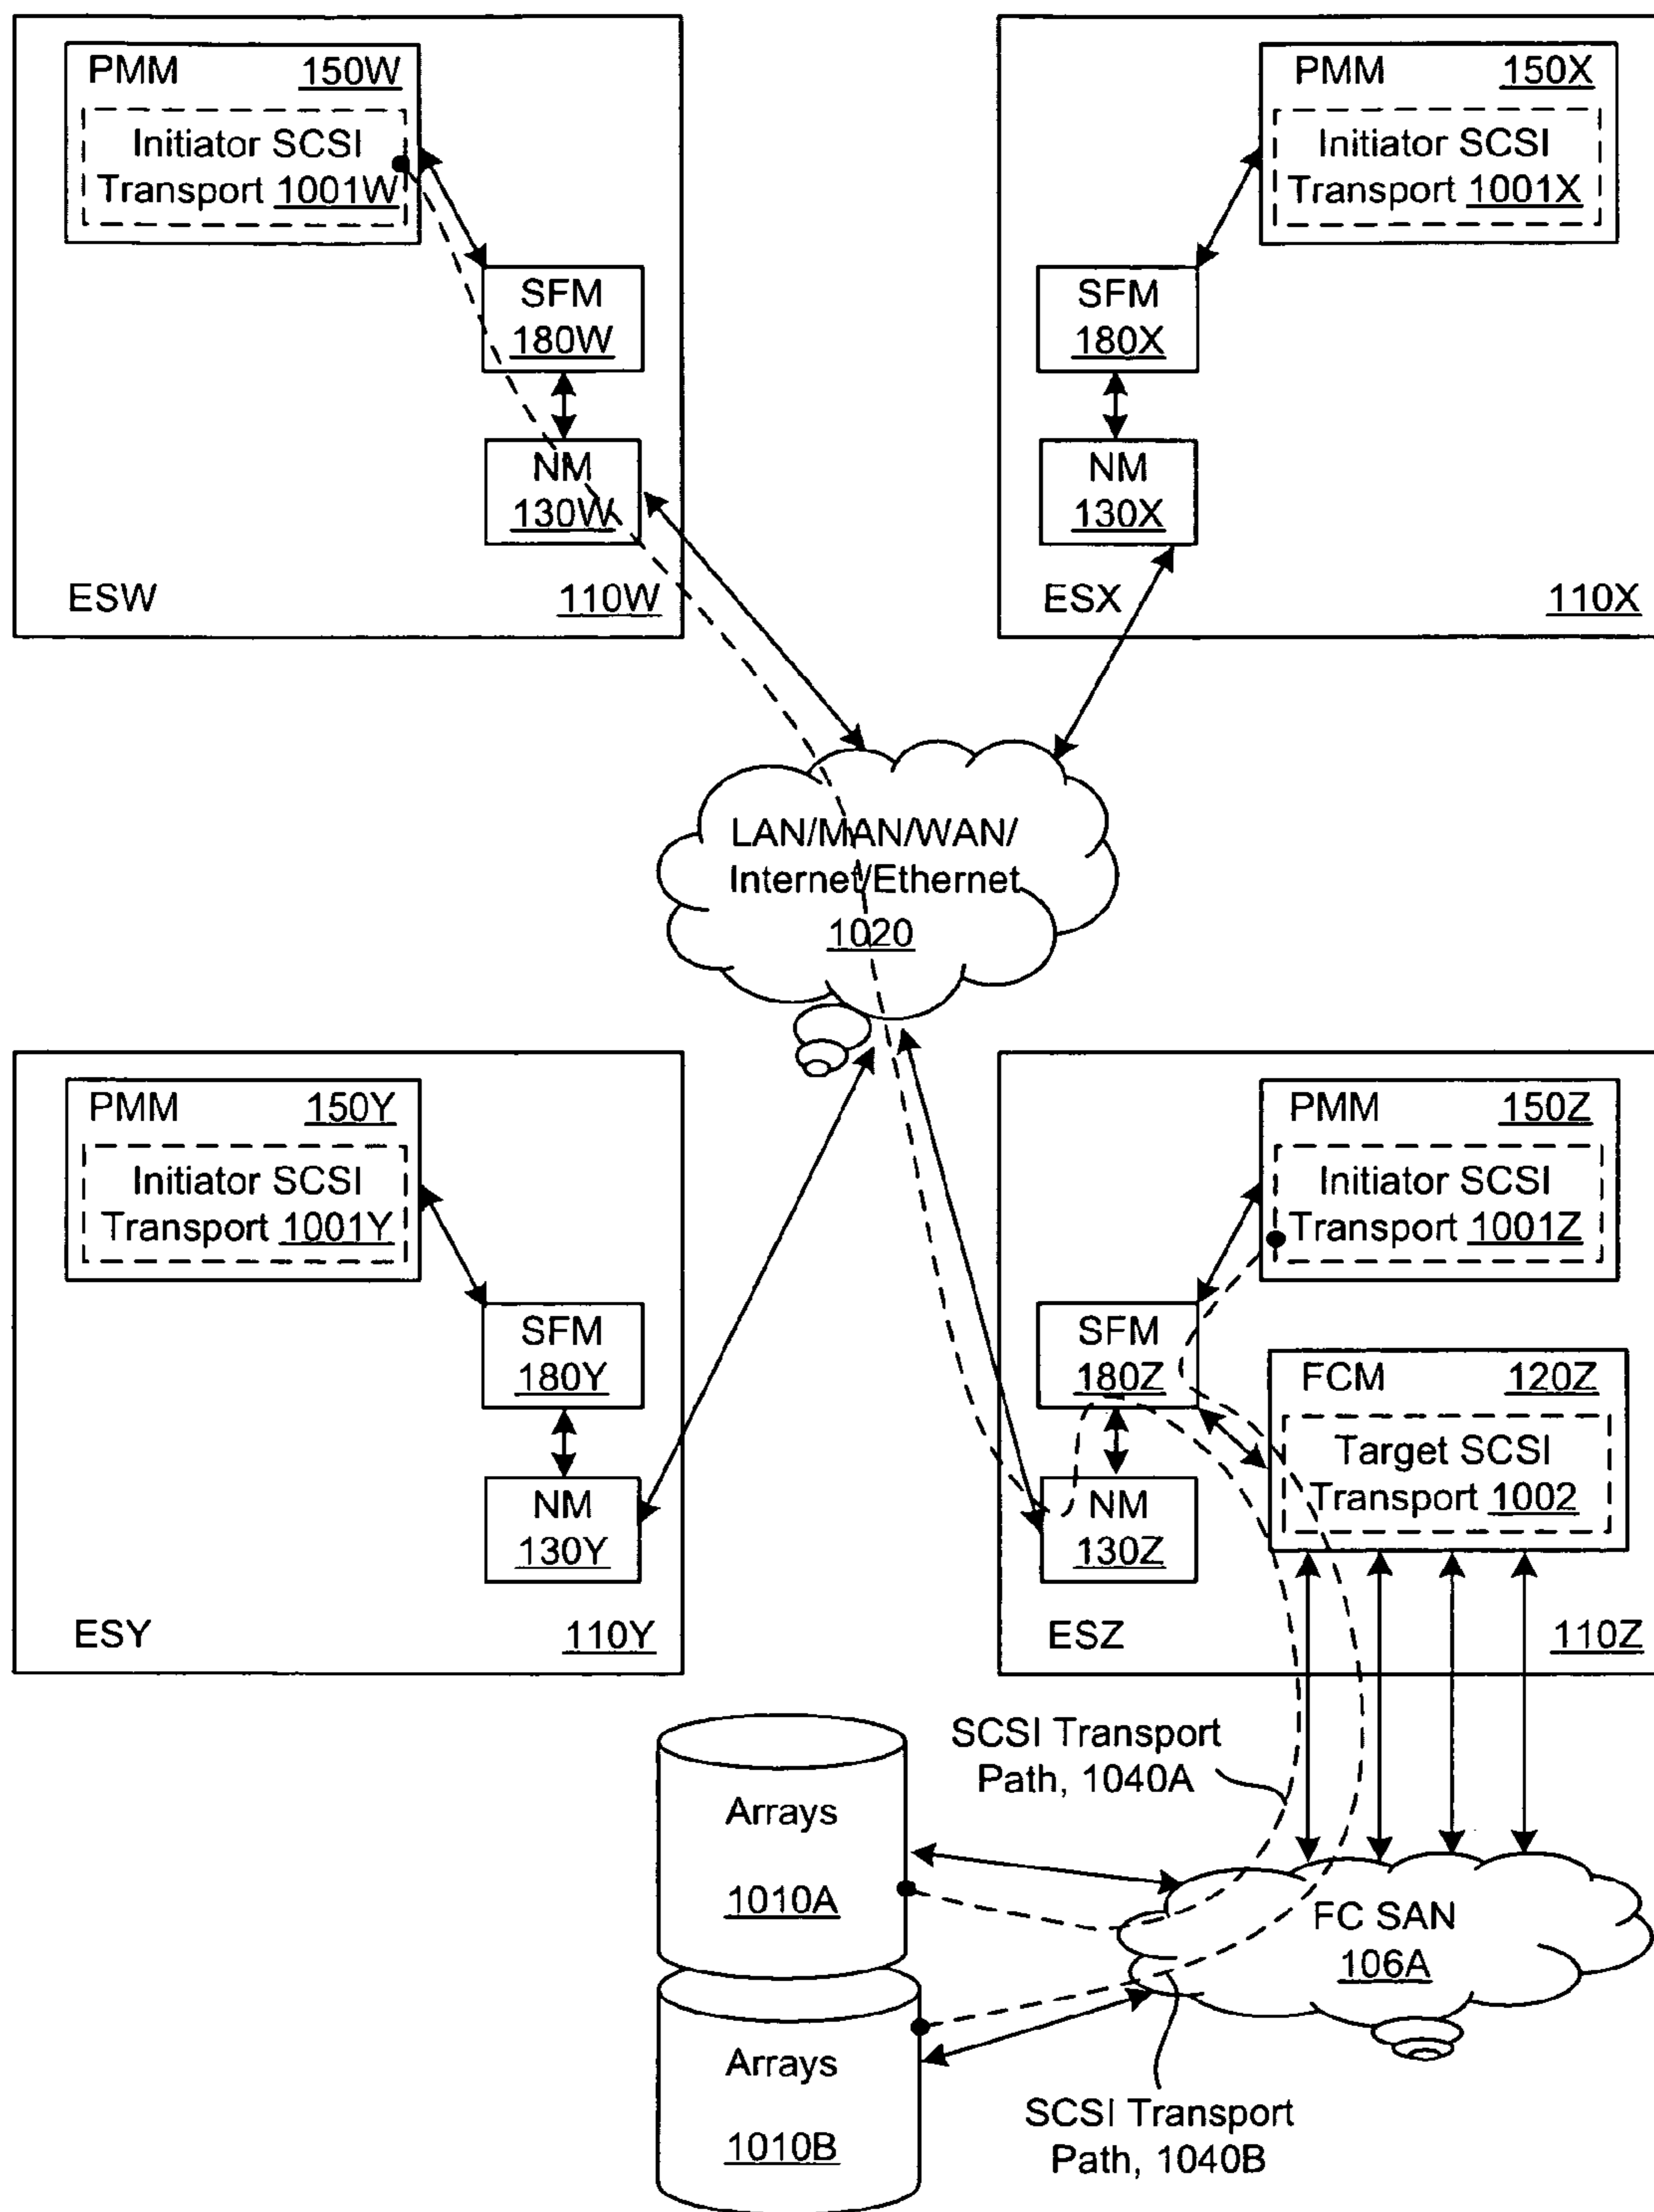 PMM 150W
Initiator SCSI
Transport 1001W
SFM
180W
NM
130W
ESW 110W
PMM 150X
Initiator SCSI
Transport 1001X
SFM
180X
NM
130X
ESX 110X
LAN/MAN/WAN/
Internet/Ethernet
1020
PMM 150Y
Initiator SCSI
Transport 1001Y
SFM
180Y
NM
130Y
ESY 110Y
PMM 150Z
Initiator SCSI
Transport 1001Z
SFM
180Z
FCM 120Z
Target SCSI
Transport 1002
NM
130Z
ESZ 110Z
SCSI Transport
Path, 1040A
Arrays
1010A
FC SAN
106A
Arrays
1010B
SCSI Transport
Path, 1040B